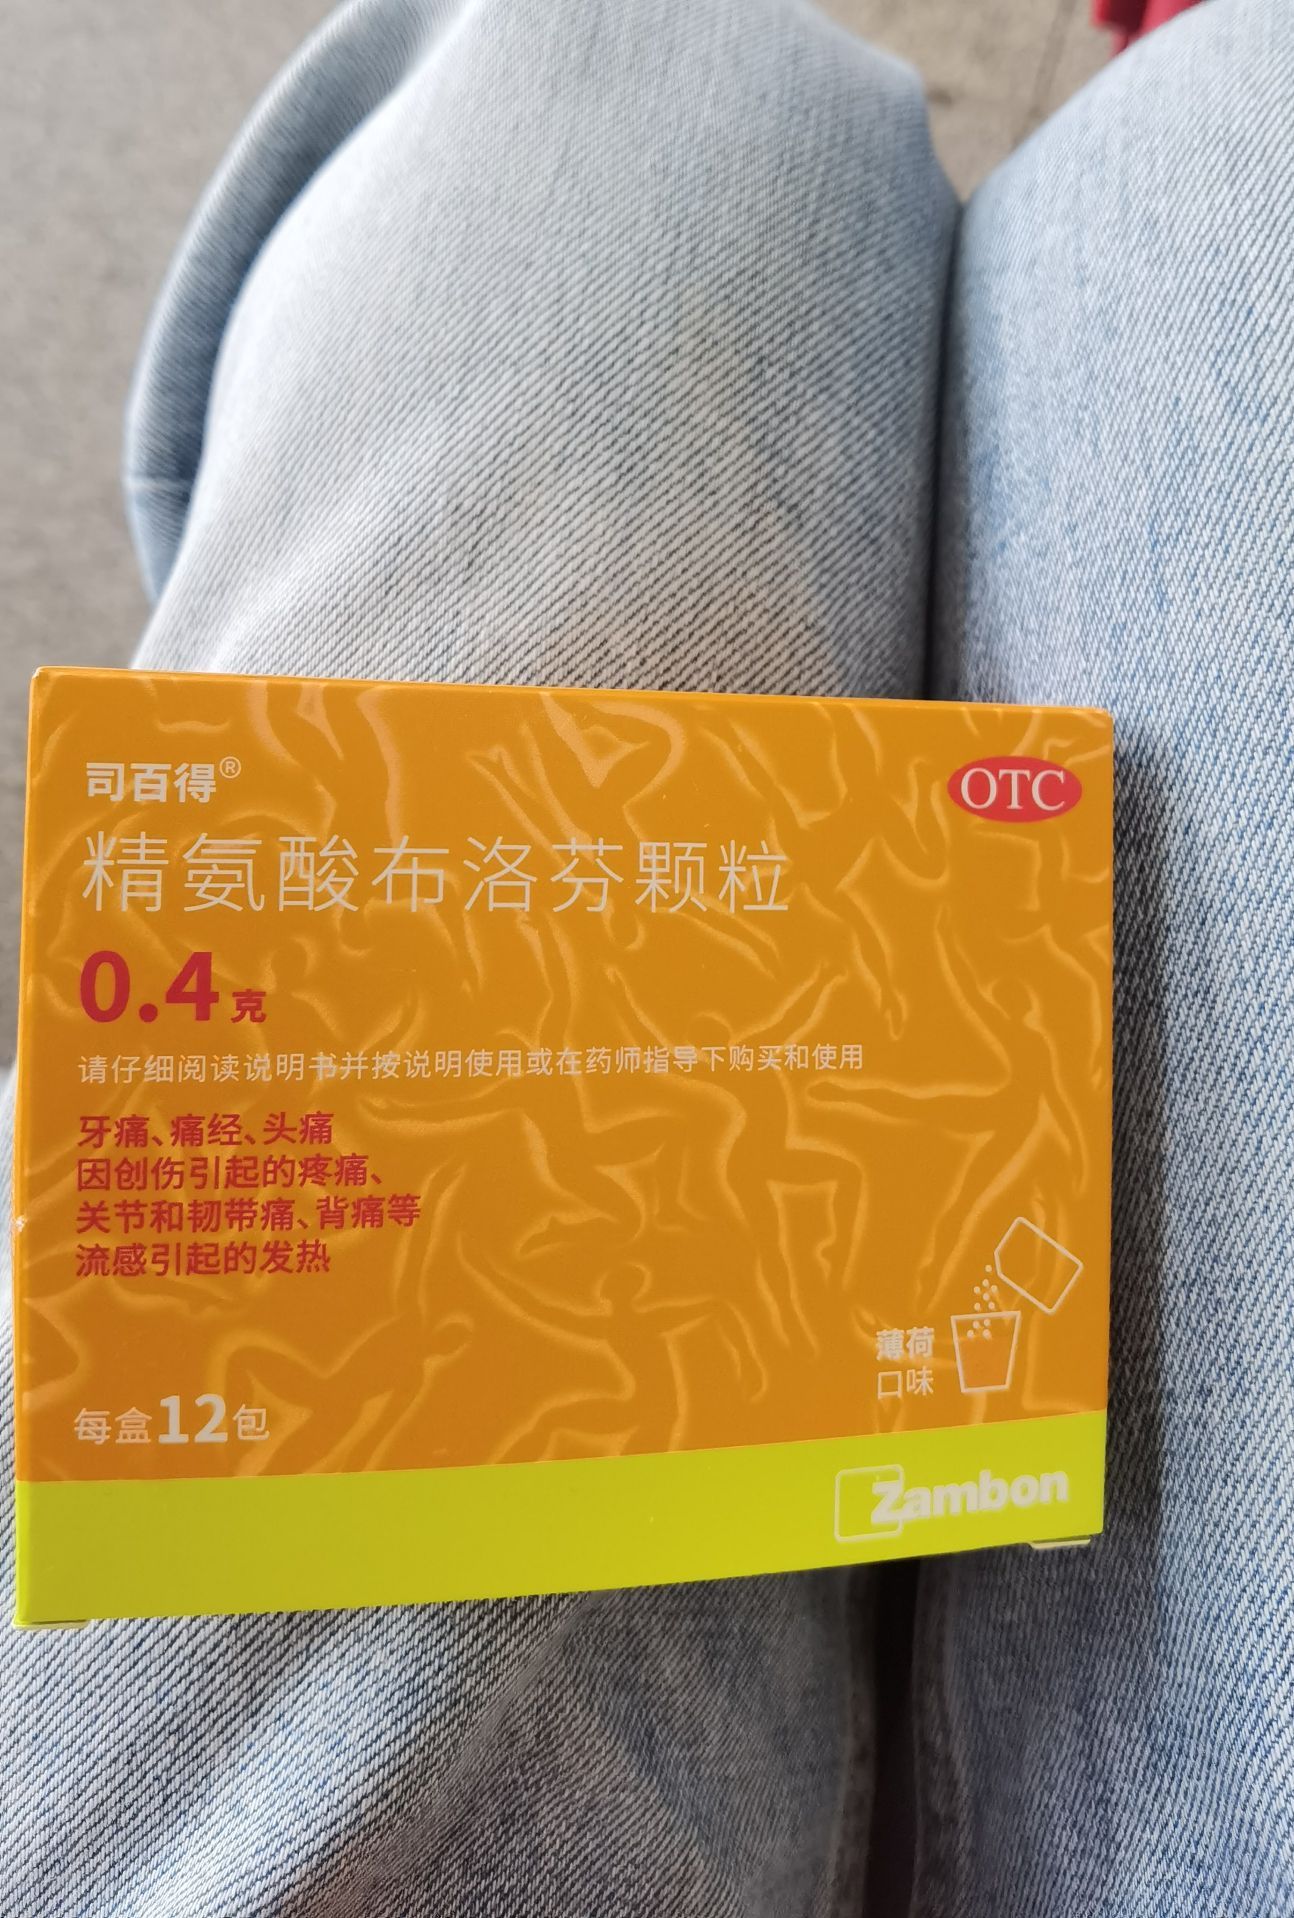 司百得®
OTC
精氨酸布洛芬颗粒
0.4克
请仔细阅读说明书并按说明使用或在药师指导下购买和使用
牙痛、痛经、头痛
因创伤引起的疼痛、
关节和韧带痛、背痛等
流感引起的发热
薄荷
口味
每盒12包
Zambon